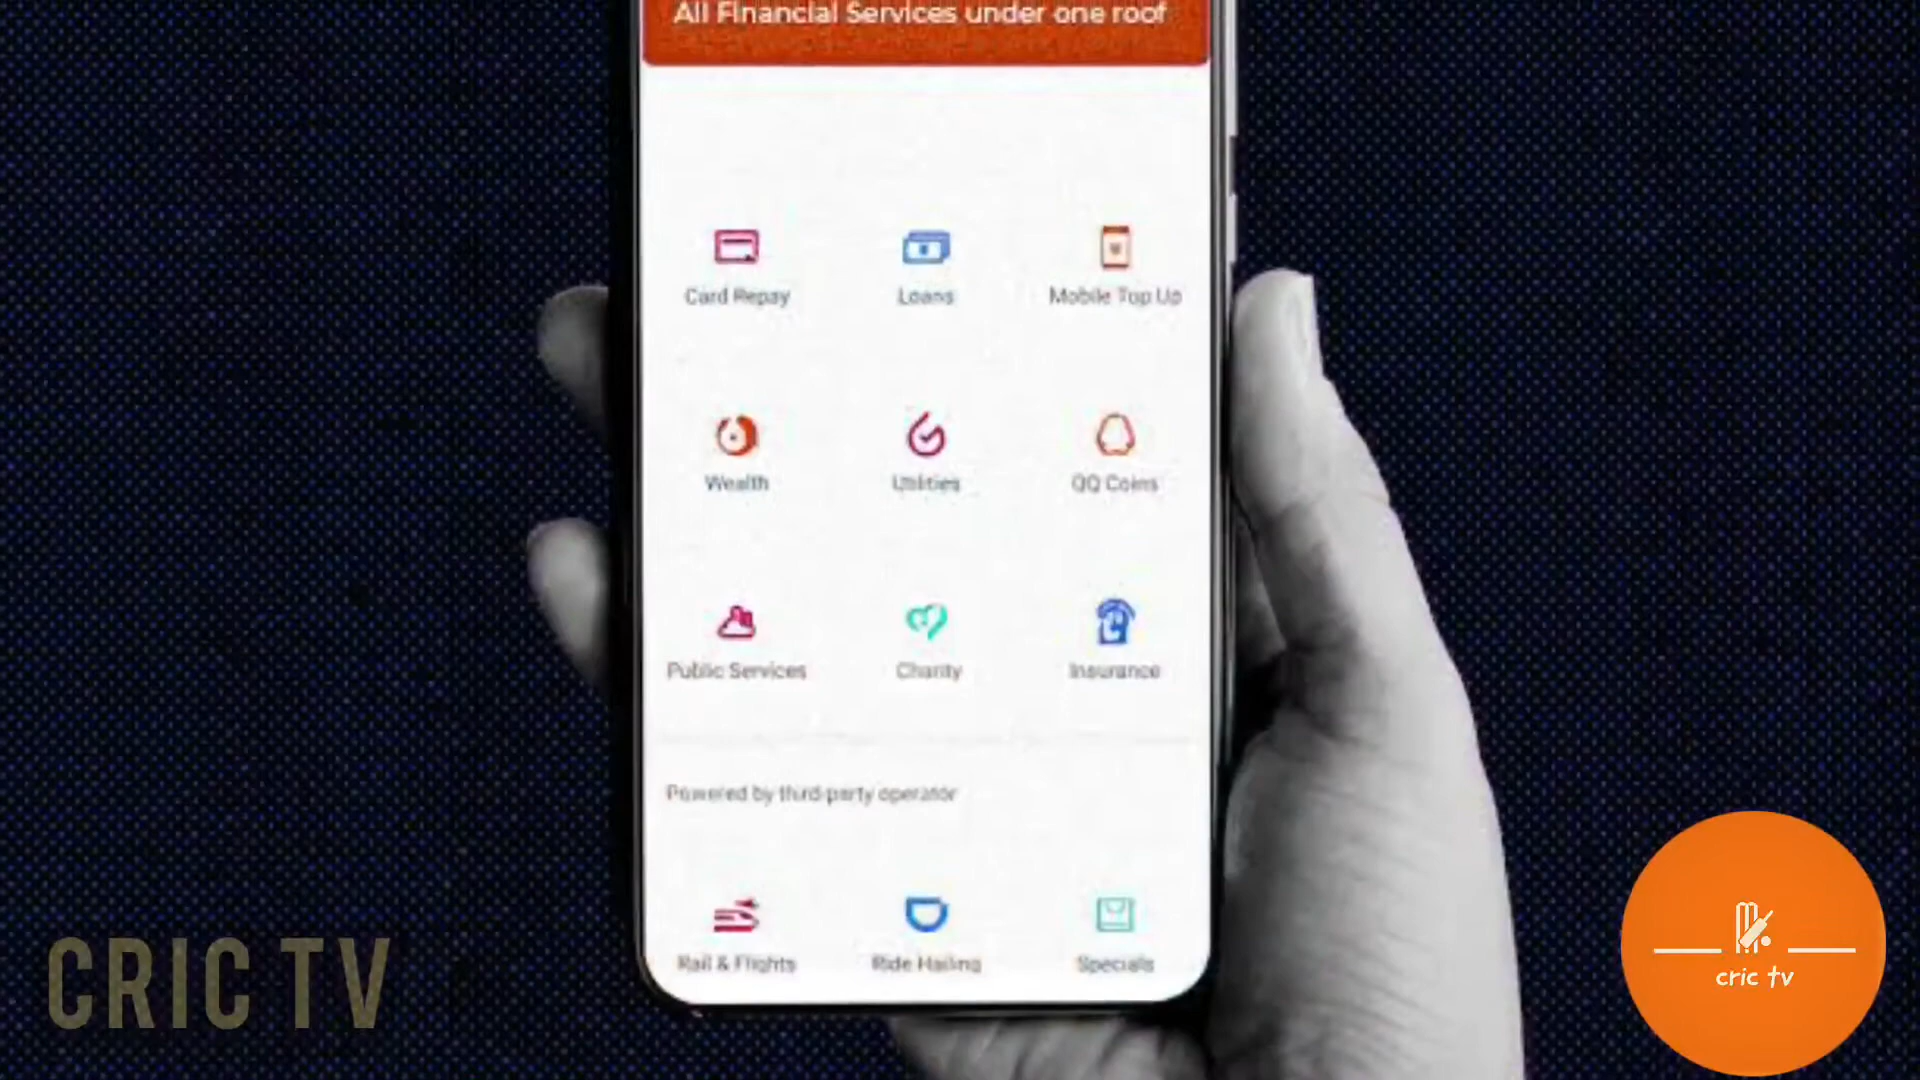 All Financial Services under one roof
Card Repay
Loans
Mobile Top Up
Wealth
Utilities
QQ Coins
Public Services
Charity
Insurance
Powered by third-party operator
Rail & Flights
Ride Hailing
Specials
CRIC TV
cric tv